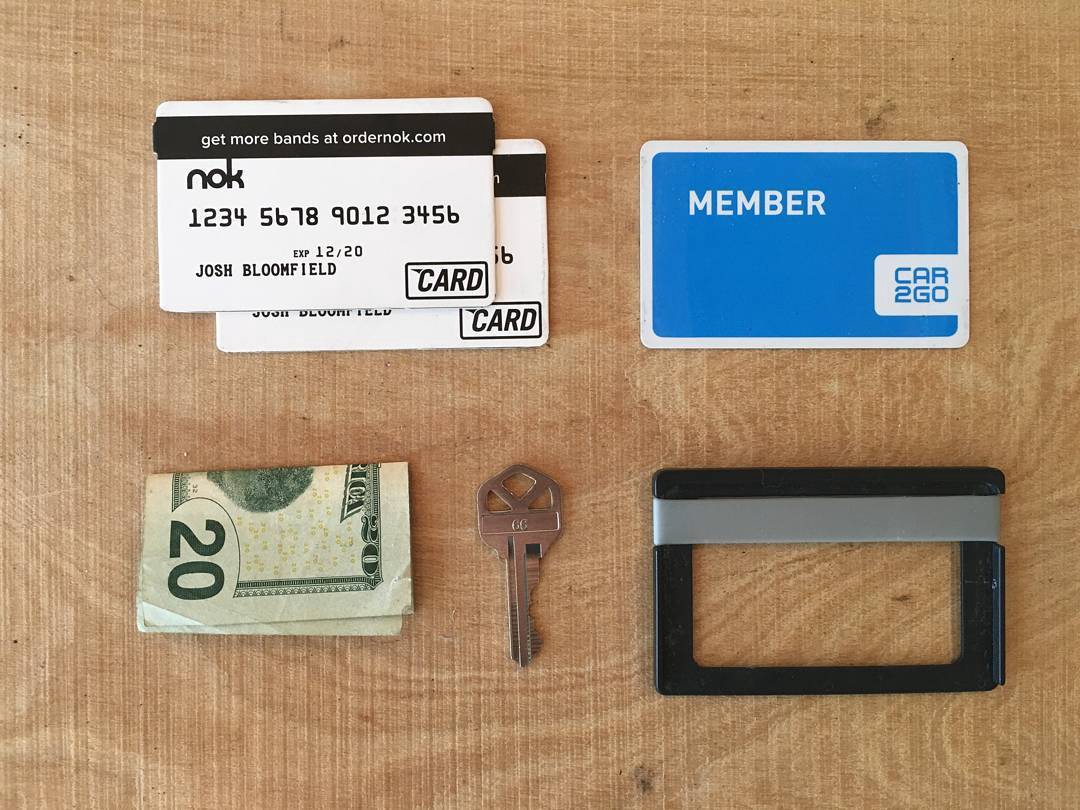 get more bands at ordernok.com
nok
1234 5678 9012 3456
EXP 12/20
JOSH BLOOMFIELD
CARD
n
56
JOSH BLOOMFIELD
CARD
MEMBER
CAR
2GO
20
RICA
20
66